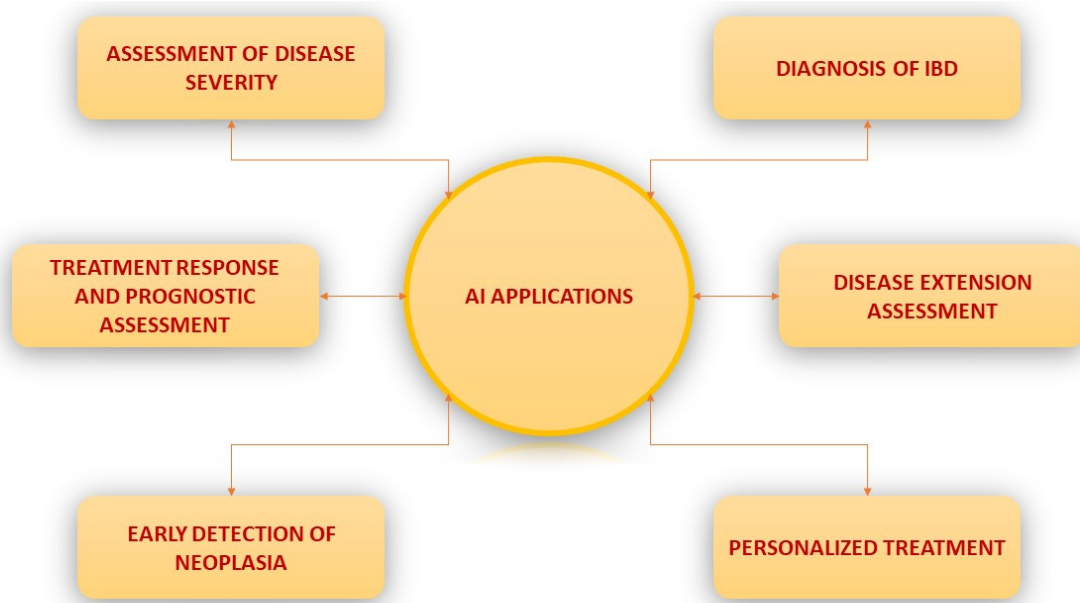 ASSESSMENT OF DISEASE
SEVERITY
DIAGNOSIS OF IBD
TREATMENT RESPONSE
AND PROGNOSTIC
ASSESSMENT
AI APPLICATIONS
DISEASE EXTENSION
ASSESSMENT
EARLY DETECTION OF
NEOPLASIA
PERSONALIZED TREATMENT